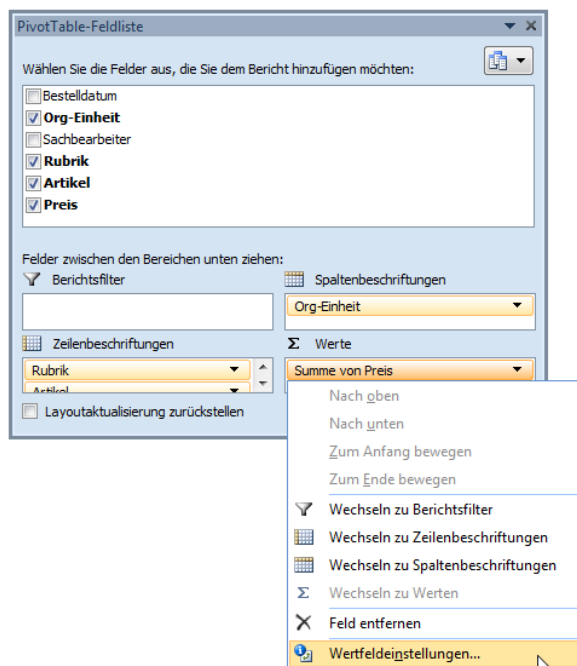 PivotTable-Feldliste
Wählen Sie die Felder aus, die Sie dem Bericht hinzufügen möchten:
Bestelldatum
Org-Einheit
Sachbearbeiter
Rubrik
Artikel
Preis
Felder zwischen den Bereichen unten ziehen:
Berichtsfilter
Spaltenbeschriftungen
Org-Einheit
Zeilenbeschriftungen
Σ Werte
Rubrik
Summe von Preis
Artikel
Layoutaktualisierung zurückstellen
Nach oben
Nach unten
Zum Anfang bewegen
Zum Ende bewegen
Wechseln zu Berichtsfilter
Wechseln zu Zeilenbeschriftungen
Wechseln zu Spaltenbeschriftungen
Σ Wechseln zu Werten
Feld entfernen
Wertfeldeinstellungen...